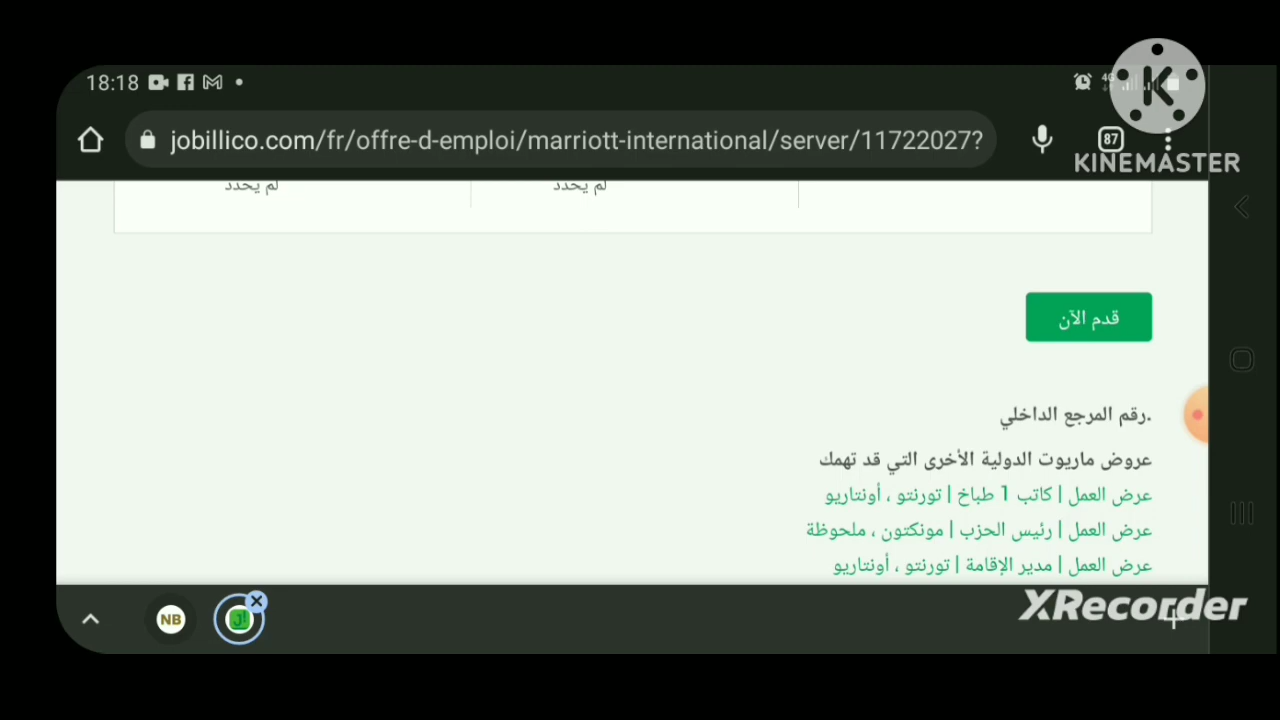 18:18
jobillico.com/fr/offre-d-emploi/marriott-international/server/11722027?
87
4G
KINEMASTER
لم يحدد
لم يحدد
قدم الآن
.رقم المرجع الداخلي
عروض ماريوت الدولية الأخرى التي قد تهمك
عرض العمل | كاتب 1 طباخ | تورنتو ، أونتاريو
عرض العمل | رئيس الحزب | مونكتون ، ملحوظة
عرض العمل | مدير الإقامة | تورنتو ، أونتاريو
NB
J!
XRecorder